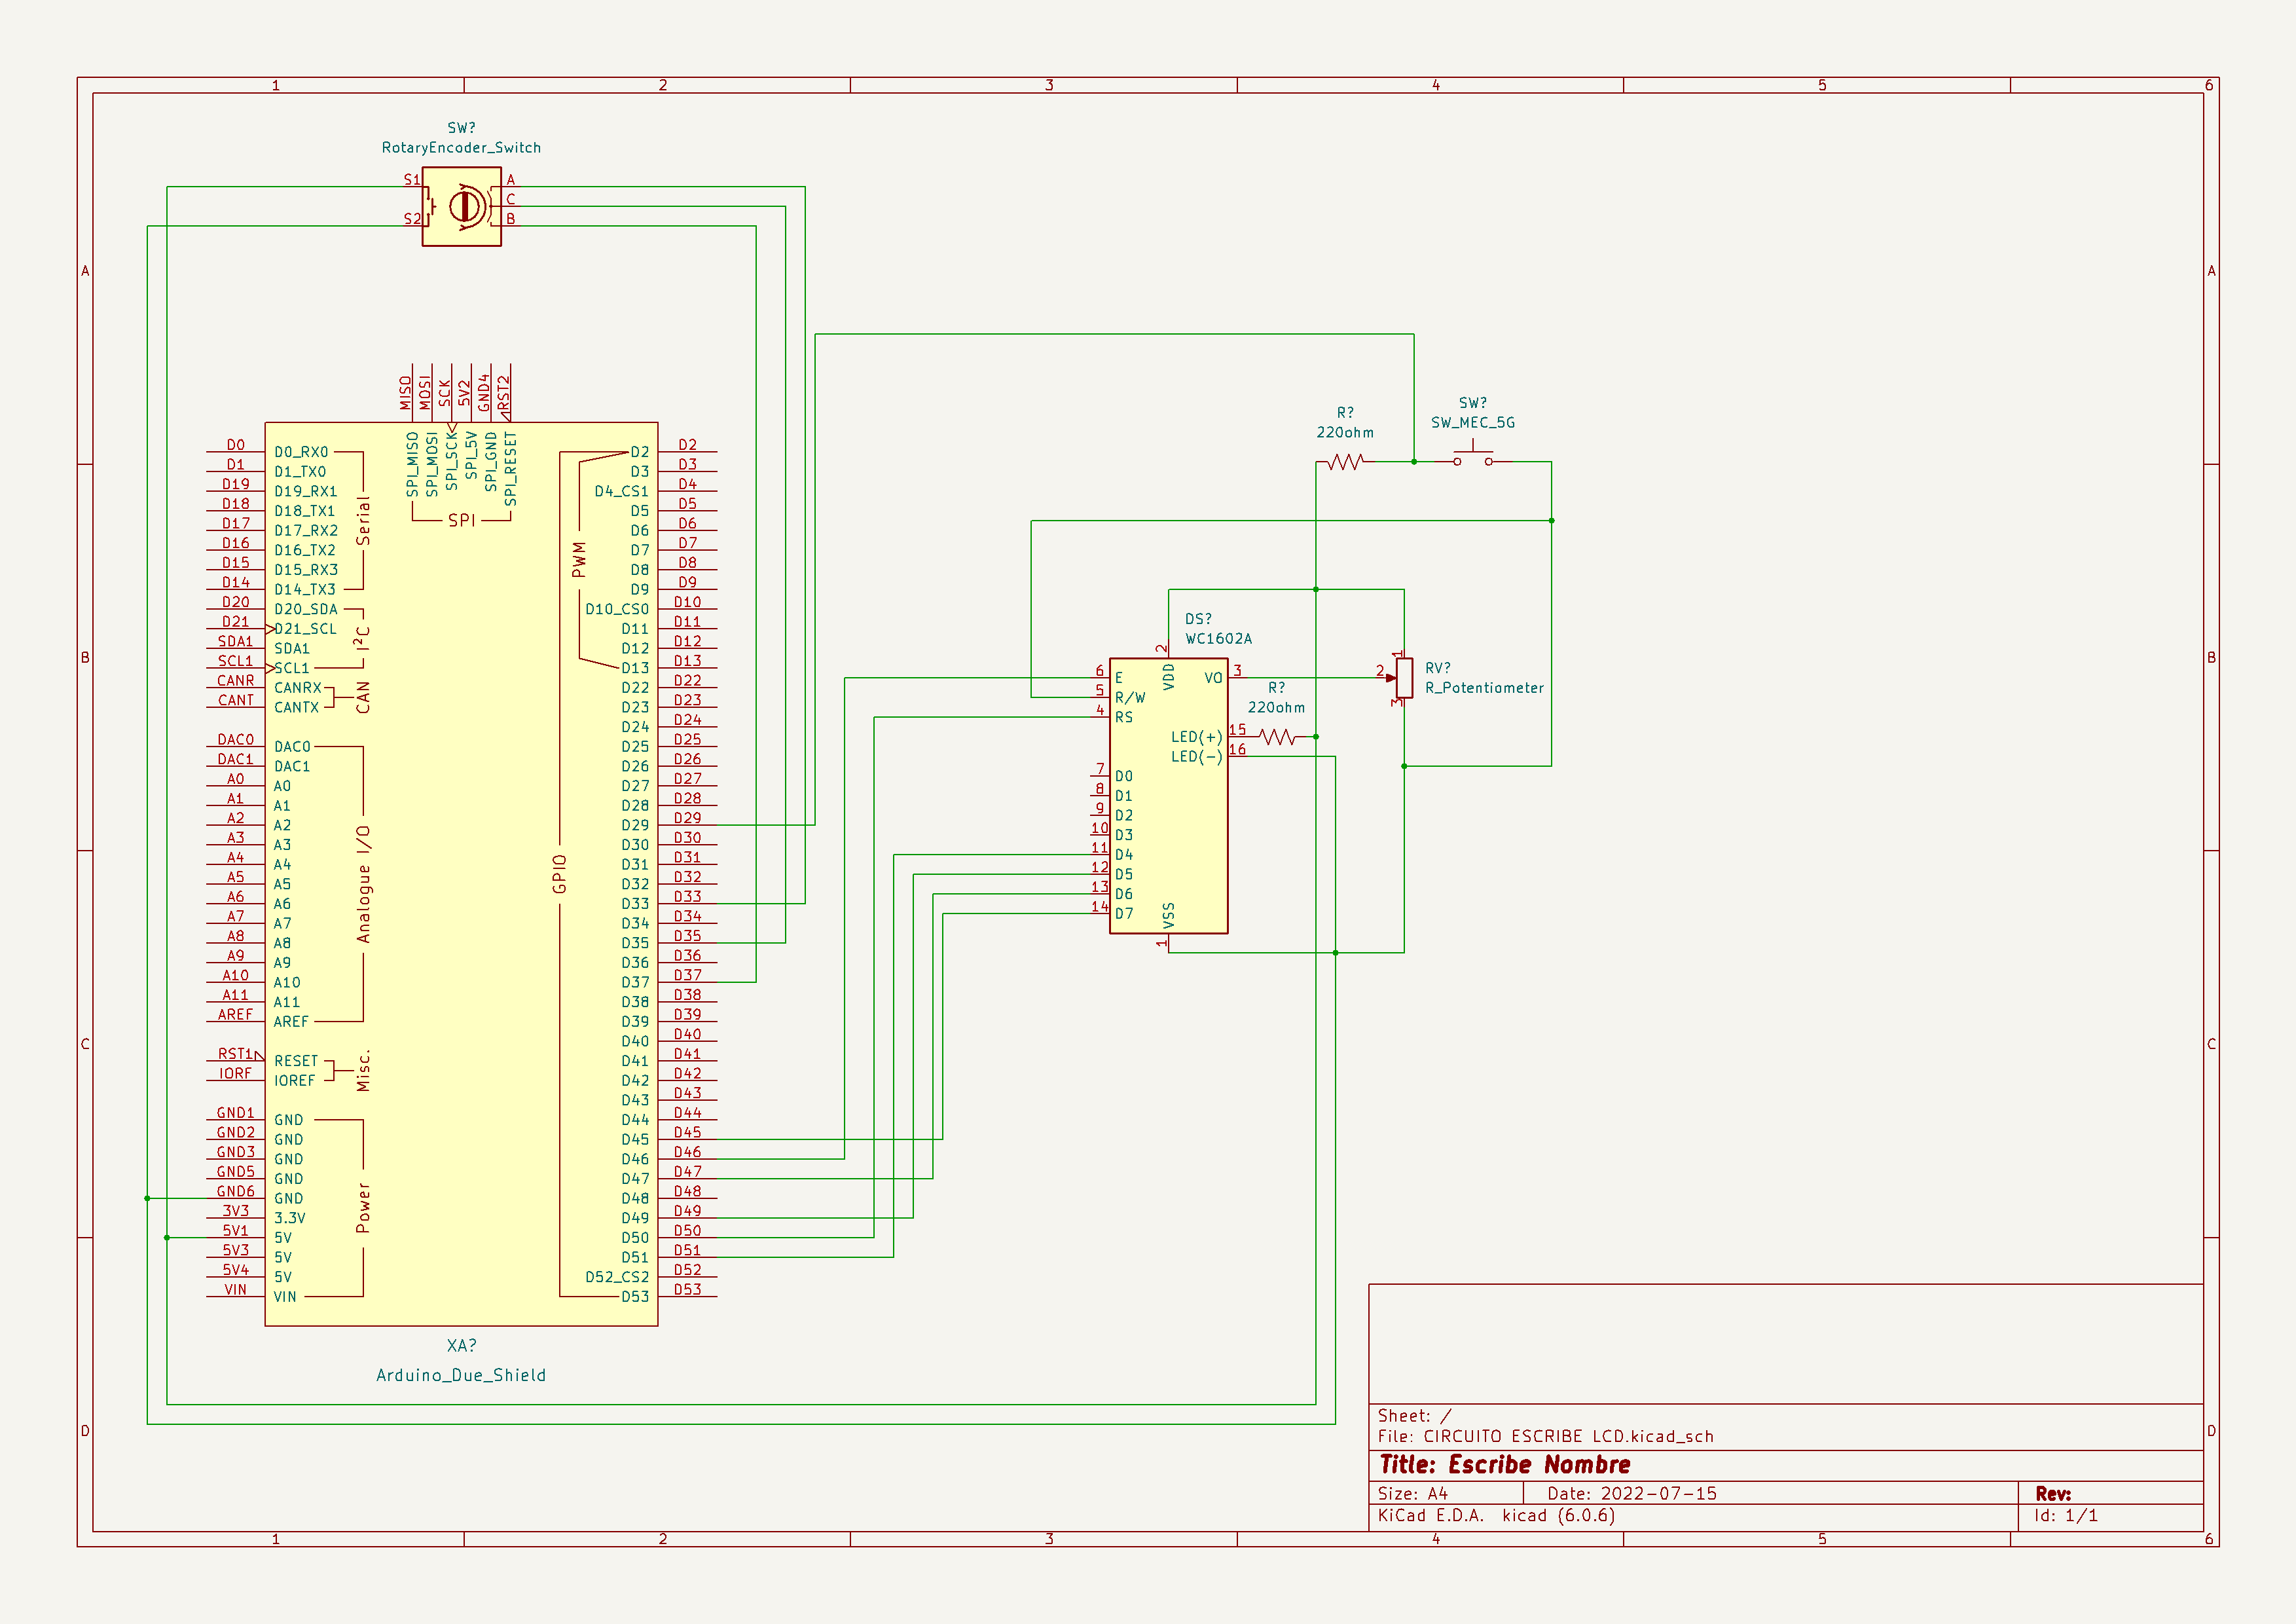 1 2 3 4 5 6
SW?
RotaryEncoder_Switch
S1 A
C
S2 B
A A
MISO MOSI SCK 5V2 GND4 RST2
SPI_MISO SPI_MOSI SPI_SCK SPI_5V SPI_GND SPI_RESET
SPI
Serial
I²C
CAN
Analogue I/O
Misc.
Power
PWM
GPIO
D0 D0_RX0 D2 D2
D1 D1_TX0 D3 D3
D19 D19_RX1 D4_CS1 D4
D18 D18_TX1 D5 D5
D17 D17_RX2 D6 D6
D16 D16_TX2 D7 D7
D15 D15_RX3 D8 D8
D14 D14_TX3 D9 D9
D20 D20_SDA D10_CS0 D10
D21 D21_SCL D11 D11
SDA1 SDA1 D12 D12
SCL1 SCL1 D13 D13
CANR CANRX D22 D22
CANT CANTX D23 D23
D24 D24
DAC0 DAC0 D25 D25
DAC1 DAC1 D26 D26
A0 A0 D27 D27
A1 A1 D28 D28
A2 A2 D29 D29
A3 A3 D30 D30
A4 A4 D31 D31
A5 A5 D32 D32
A6 A6 D33 D33
A7 A7 D34 D34
A8 A8 D35 D35
A9 A9 D36 D36
A10 A10 D37 D37
A11 A11 D38 D38
AREF AREF D39 D39
D40 D40
RST1 RESET D41 D41
IORF IOREF D42 D42
D43 D43
GND1 GND D44 D44
GND2 GND D45 D45
GND3 GND D46 D46
GND5 GND D47 D47
GND6 GND D48 D48
3V3 3.3V D49 D49
5V1 5V D50 D50
5V3 5V D51 D51
5V4 5V D52_CS2 D52
VIN VIN D53 D53
XA?
Arduino_Due_Shield
R?
220ohm
SW?
SW_MEC_5G
B B
DS?
WC1602A
2 VDD
6 E VO 3
5 R/W
4 RS
LED(+) 15
LED(-) 16
7 D0
8 D1
9 D2
10 D3
11 D4
12 D5
13 D6
14 D7
VSS 1
R?
220ohm
1
2
3
RV?
R_Potentiometer
C C
D D
Sheet: /
File: CIRCUITO ESCRIBE LCD.kicad_sch
Title: Escribe Nombre
Size: A4 Date: 2022-07-15 Rev:
KiCad E.D.A. kicad (6.0.6) Id: 1/1
1 2 3 4 5 6